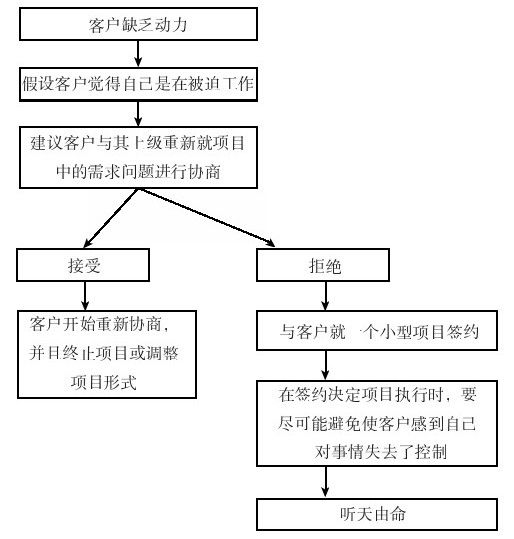 客户缺乏动力
假设客户觉得自己是在被迫工作
建议客户与其上级重新就项目
中的需求问题进行协商
接受
拒绝
客户开始重新协商，
并且终止项目或调整
项目形式
与客户就一个小型项目签约
在签约决定项目执行时，要
尽可能避免使客户感到自己
对事情失去了控制
听天由命